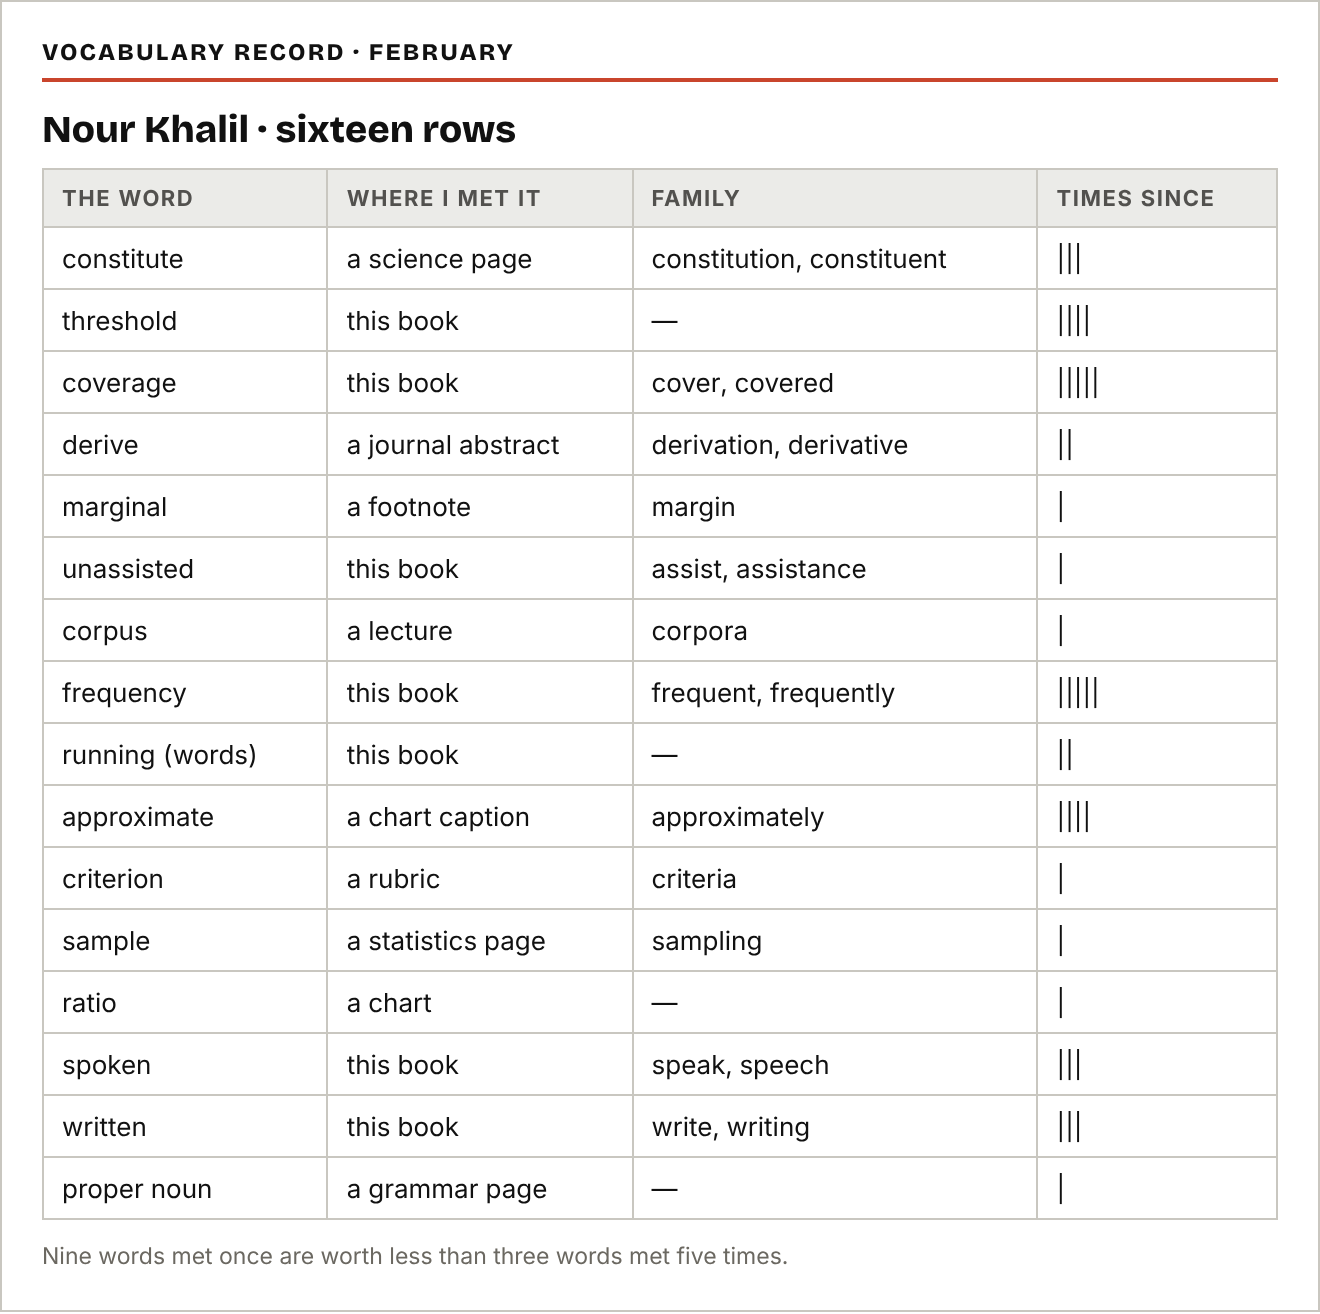 VOCABULARY RECORD · FEBRUARY
Nour Khalil · sixteen rows
THE WORD WHERE I MET IT FAMILY TIMES SINCE
constitute a science page constitution, constituent |||
threshold this book — ||||
coverage this book cover, covered |||||
derive a journal abstract derivation, derivative ||
marginal a footnote margin |
unassisted this book assist, assistance |
corpus a lecture corpora |
frequency this book frequent, frequently |||||
running (words) this book — ||
approximate a chart caption approximately ||||
criterion a rubric criteria |
sample a statistics page sampling |
ratio a chart — |
spoken this book speak, speech |||
written this book write, writing |||
proper noun a grammar page — |
Nine words met once are worth less than three words met five times.